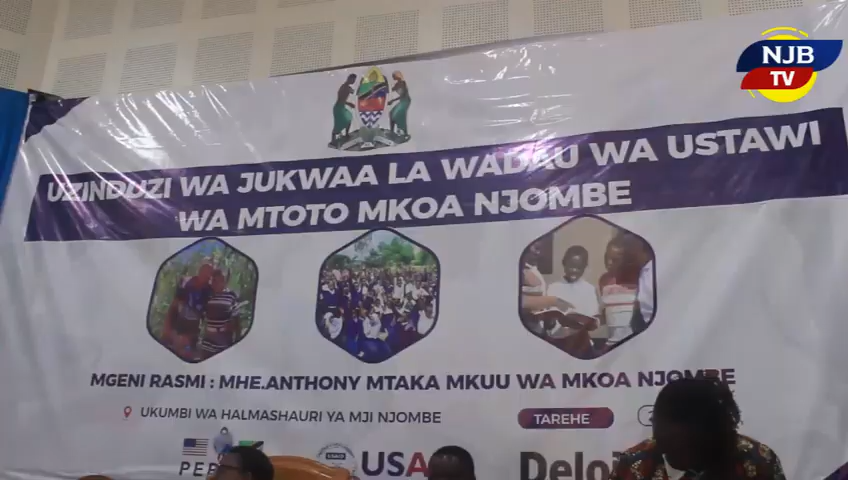 NJB
TV
UZINDUZI WA JUKWAA LA WADAU WA USTAWI
WA MTOTO MKOA NJOMBE
MGENI RASMI : MHE.ANTHONY MTAKA MKUU WA MKOA NJOMBE
UKUMBI WA HALMASHAURI YA MJI NJOMBE
TAREHE